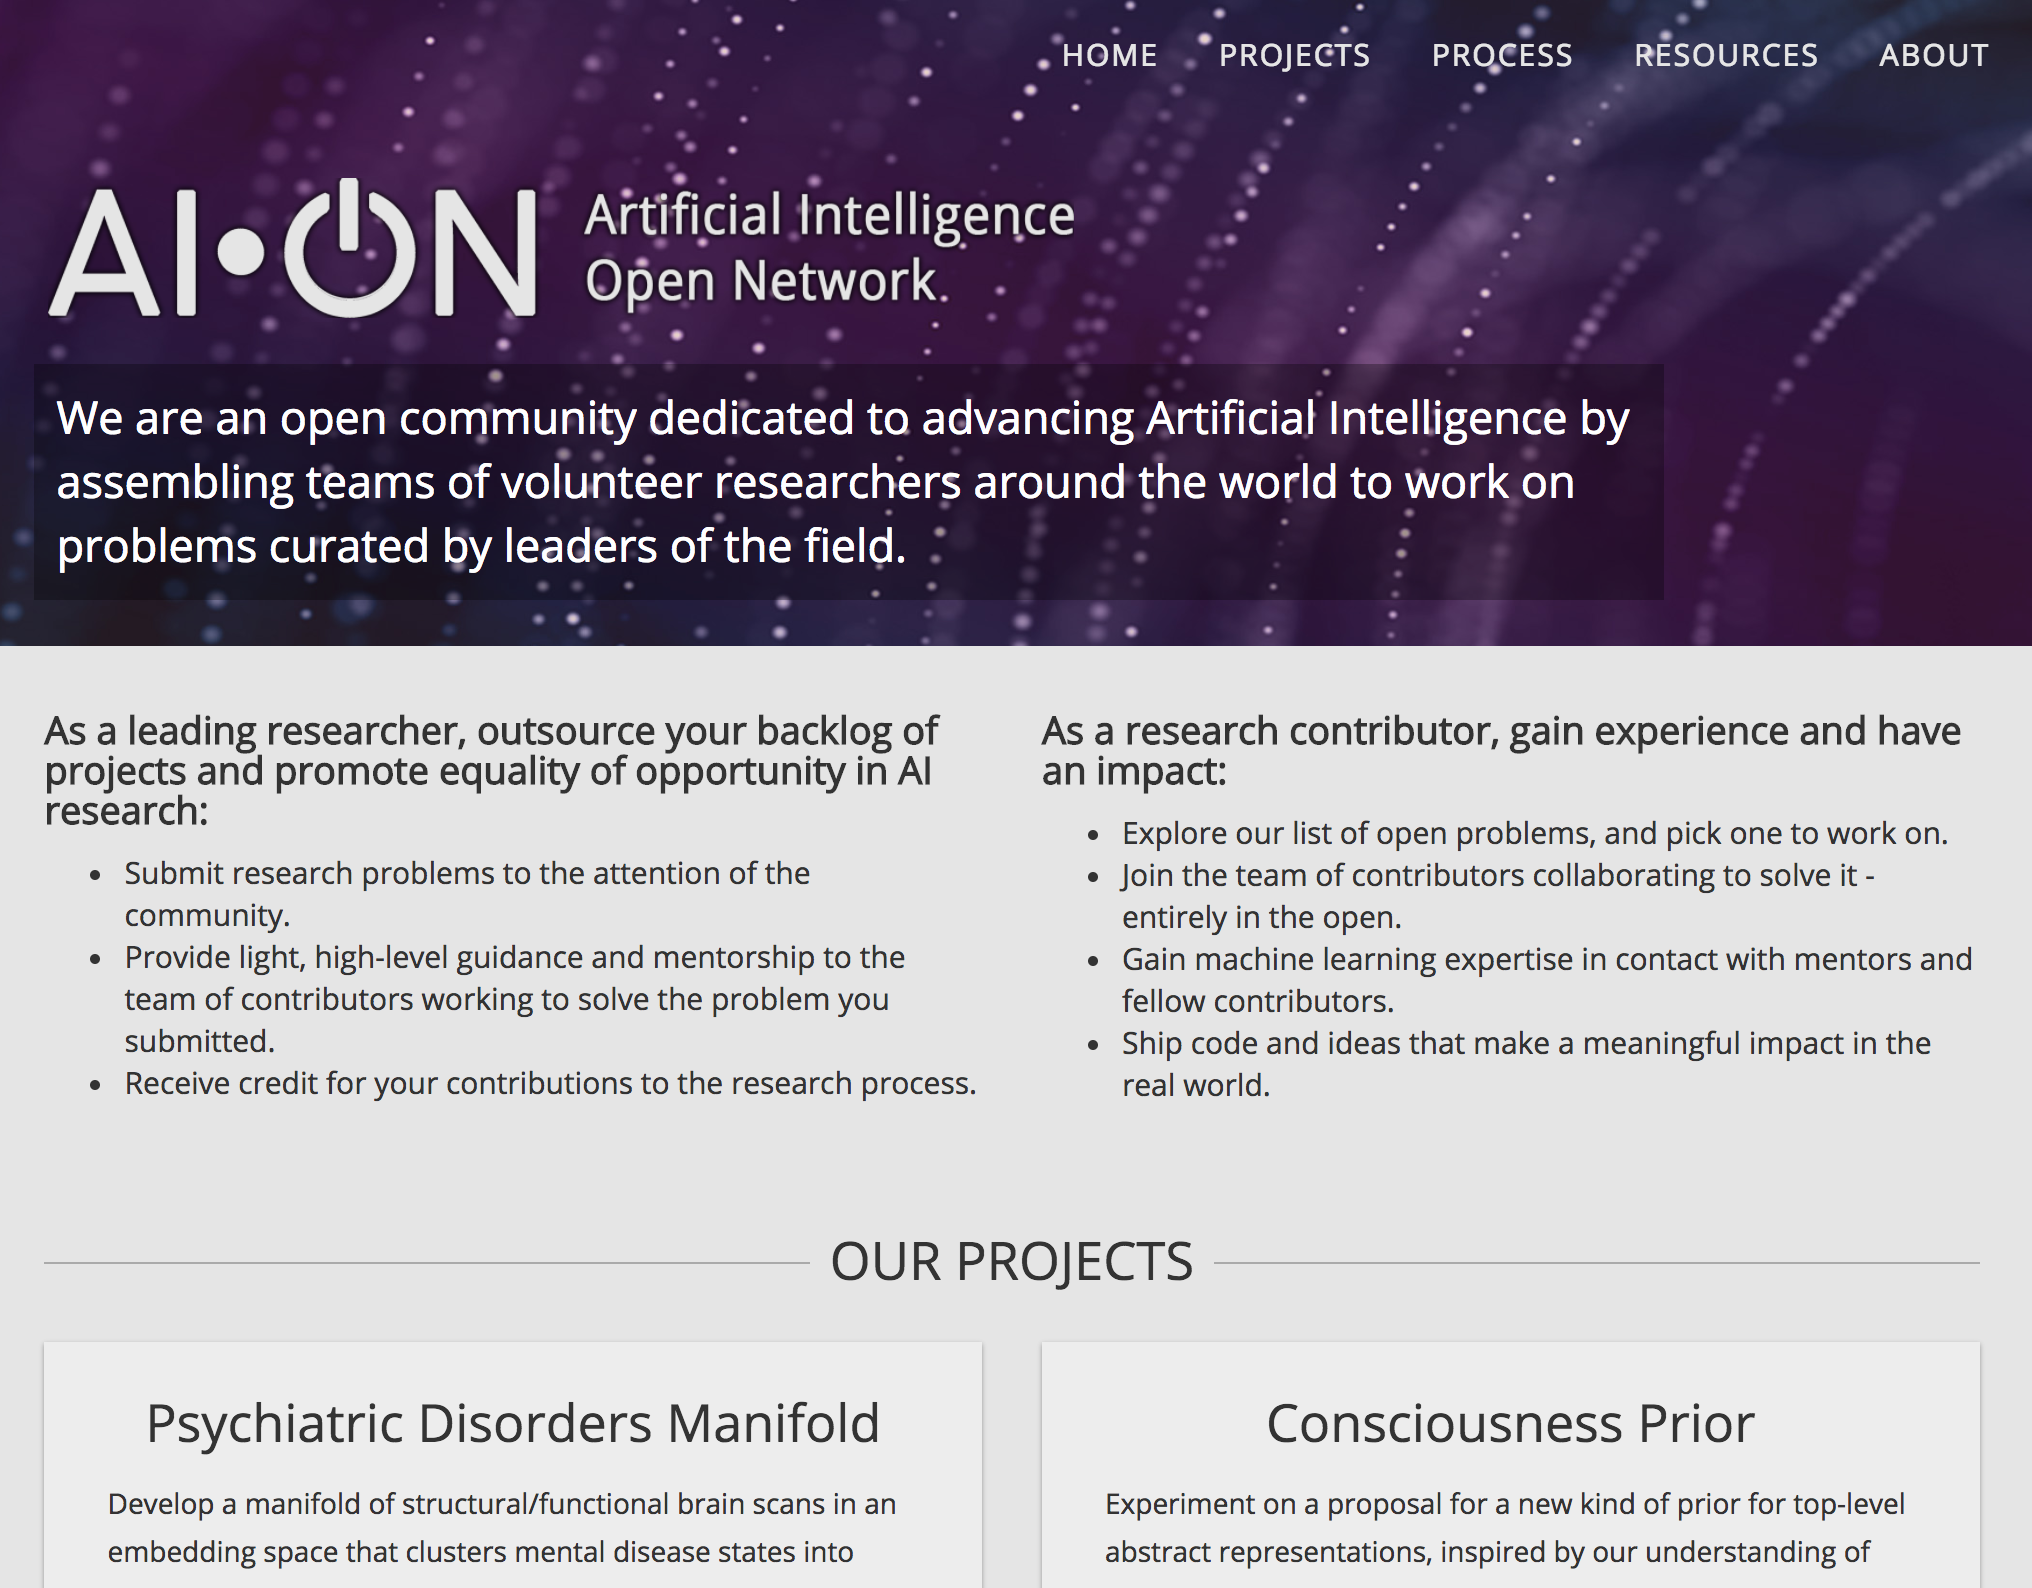 HOME PROJECTS PROCESS RESOURCES ABOUT
AI•ON
Artificial Intelligence
Open Network
We are an open community dedicated to advancing Artificial Intelligence by
assembling teams of volunteer researchers around the world to work on
problems curated by leaders of the field.
As a leading researcher, outsource your backlog of
projects and promote equality of opportunity in AI
research:
• Submit research problems to the attention of the
community.
• Provide light, high-level guidance and mentorship to the
team of contributors working to solve the problem you
submitted.
• Receive credit for your contributions to the research process.
As a research contributor, gain experience and have
an impact:
• Explore our list of open problems, and pick one to work on.
• Join the team of contributors collaborating to solve it -
entirely in the open.
• Gain machine learning expertise in contact with mentors and
fellow contributors.
• Ship code and ideas that make a meaningful impact in the
real world.
OUR PROJECTS
Psychiatric Disorders Manifold
Develop a manifold of structural/functional brain scans in an
embedding space that clusters mental disease states into
Consciousness Prior
Experiment on a proposal for a new kind of prior for top-level
abstract representations, inspired by our understanding of